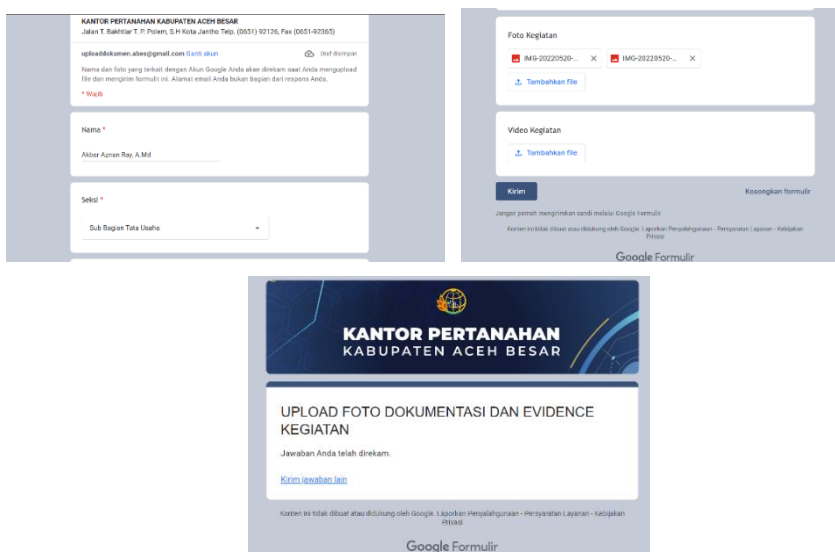 KANTOR PERTANAHAN KABUPATEN ACEH BESAR
Jalan T. Bakhtiar T. P. Polem, S.H Kota Jantho Telp. (0651) 92126, Fax (0651-92365)
uploaddokumen.abes@gmail.com Ganti akun
Draf disimpan
Nama dan foto yang terkait dengan Akun Google Anda akan direkam saat Anda mengupload
file dan mengirim formulir ini. Alamat email Anda bukan bagian dari respons Anda.
* Wajib
Nama *
Akbar Aznan Ray, A.Md
Seksi *
Sub Bagian Tata Usaha
Foto Kegiatan
IMG-20220520-... X IMG-20220520-... X
Tambahkan file
Video Kegiatan
Tambahkan file
Kirim
Kosongkan formulir
Jangan pernah mengirimkan sandi melalui Google Formulir.
Konten ini tidak dibuat atau didukung oleh Google. Laporkan Penyalahgunaan - Persyaratan Layanan - Kebijakan
Privasi
Google Formulir
KANTOR PERTANAHAN
KABUPATEN ACEH BESAR
UPLOAD FOTO DOKUMENTASI DAN EVIDENCE
KEGIATAN
Jawaban Anda telah direkam.
Kirim jawaban lain
Konten ini tidak dibuat atau didukung oleh Google. Laporkan Penyalahgunaan - Persyaratan Layanan - Kebijakan
Privasi
Google Formulir